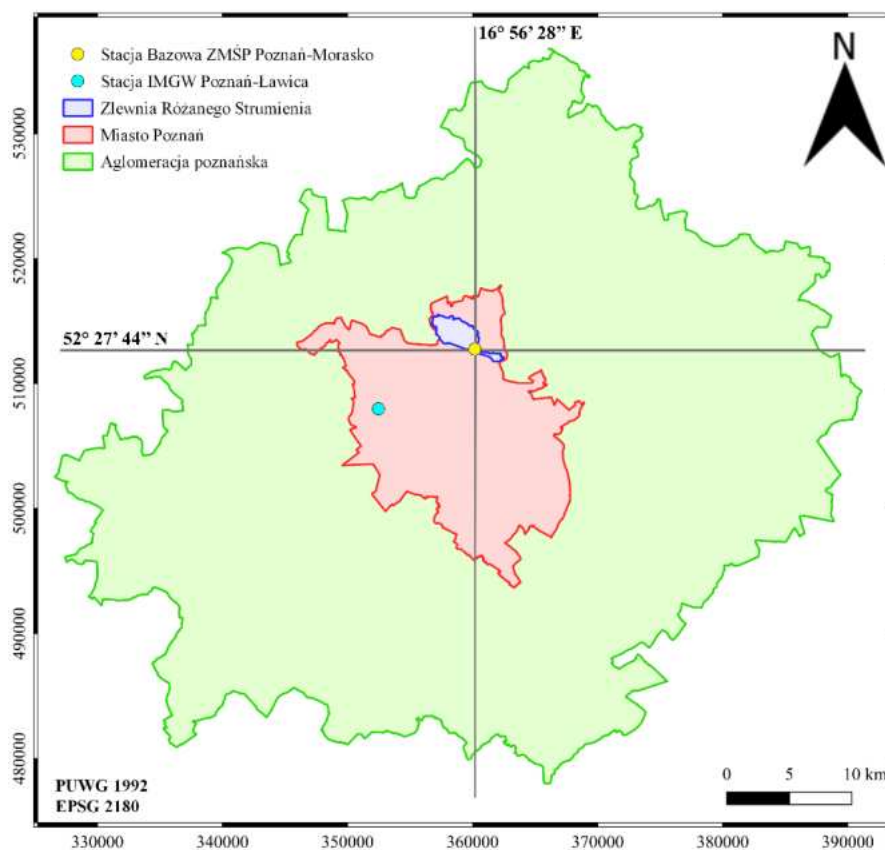 16° 56’ 28’’ E
N
Stacja Bazowa ZMŚP Poznań-Morasko
Stacja IMGW Poznań-Ławica
Zlewnia Różanego Strumienia
Miasto Poznań
Aglomeracja poznańska
530000
520000
52° 27’ 44’’ N
510000
500000
490000
480000
PUWG 1992
EPSG 2180
0 5 10 km
330000 340000 350000 360000 370000 380000 390000